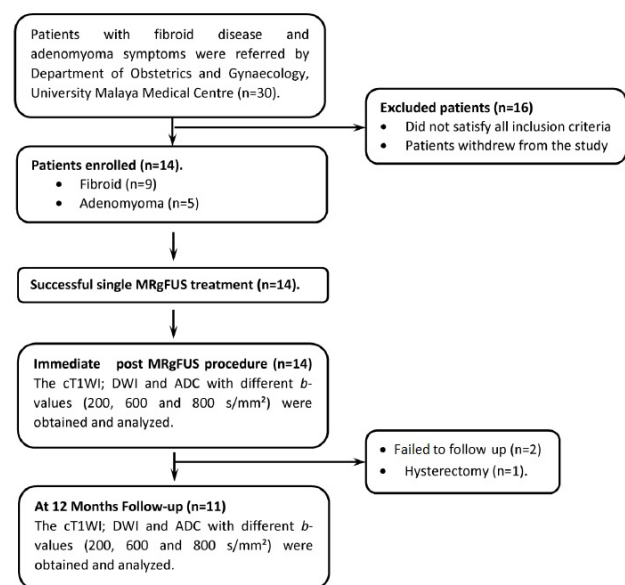 Patients with fibroid disease and
adenomyoma symptoms were referred by
Department of Obstetrics and Gynaecology,
University Malaya Medical Centre (n=30).
Excluded patients (n=16)
• Did not satisfy all inclusion criteria
• Patients withdrew from the study
Patients enrolled (n=14).
• Fibroid (n=9)
• Adenomyoma (n=5)
Successful single MRgFUS treatment (n=14).
Immediate post MRgFUS procedure (n=14)
The cT1WI; DWI and ADC with different b-
values (200, 600 and 800 s/mm²) were
obtained and analyzed.
• Failed to follow up (n=2)
• Hysterectomy (n=1).
At 12 Months Follow-up (n=11)
The cT1WI; DWI and ADC with different b-
values (200, 600 and 800 s/mm²) were
obtained and analyzed.